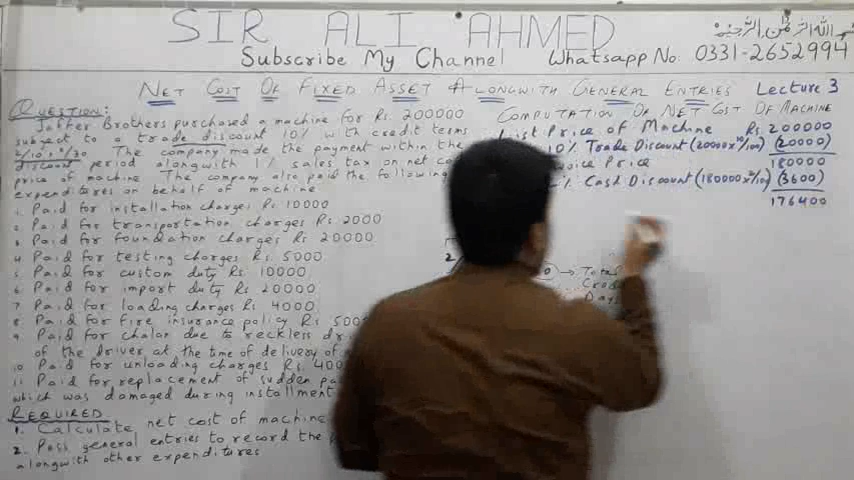 SIR ALI AHMED
Subscribe My Channel Whatsapp No: 0331-2652994
NET COST OF FIXED ASSET ALONGWITH GENERAL ENTRIES Lecture 3
QUESTION:
Jaffer Brothers purchased a machine for Rs. 200000
subject to a trade discount 10% with credit terms
2/10, n/30 The company made the payment within the
discount period alongwith 1% sales tax on net
price of machine The company also paid the following
expenditures on behalf of machine
1. Paid for installation charges Rs 10000
2 Paid for transportation charges Rs 2000
3 Paid for foundation charges Rs 20000
4 Paid for testing charges Rs 5000
5 Paid for custom duty Rs 10000
6 Paid for import duty Rs 20000
7 Paid for loading charges Rs 4000
8 Paid for fire insurance policy Rs
9 Paid for chalan due to reckless
of the driver at the time of delivery of
10 Paid for unloading charges Rs
11 Paid for replacement of sudden
which was damaged during installment
REQUIRED
1. Calculate net cost of machine
2. Pass general entries to record the
alongwith other expenditures
COMPUTATION OF NET COST OF MACHINE
List Price of Machine Rs 200000
10% Trade Discount (200000x10/100) (20000)
Price 180000
Cash Discount (180000x2/100) (3600)
176400
2
→ Total